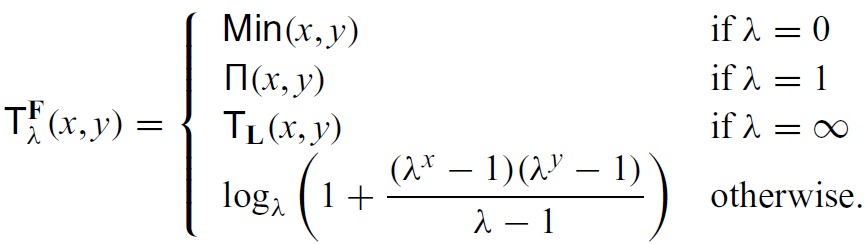 T^F_λ(x, y) = { Min(x, y) if λ = 0
Π(x, y) if λ = 1
T_L(x, y) if λ = ∞
log_λ (1 + (λ^x − 1)(λ^y − 1) / λ − 1) otherwise.